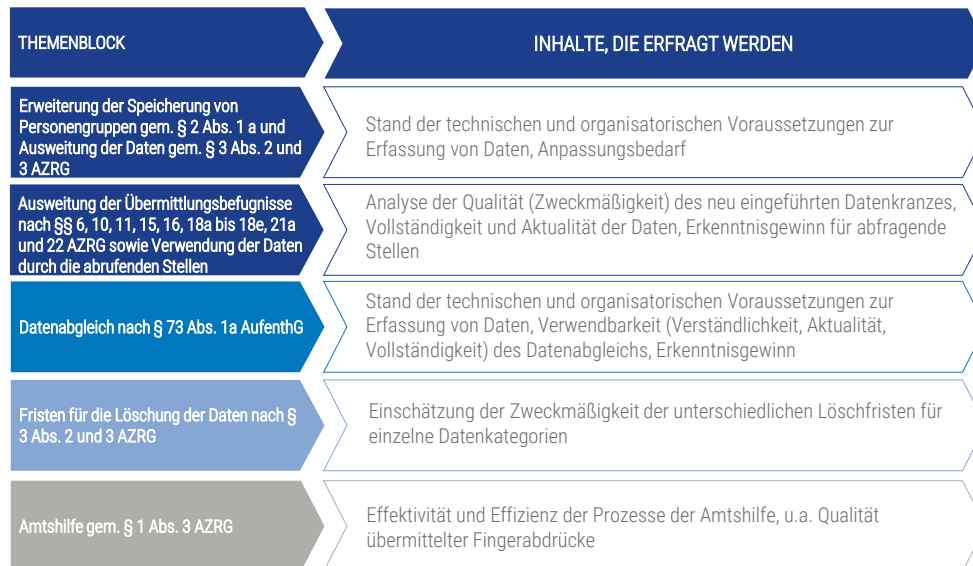 THEMENBLOCK
INHALTE, DIE ERFRAGT WERDEN
Erweiterung der Speicherung von
Personengruppen gem. § 2 Abs. 1 a und
Ausweitung der Daten gem. § 3 Abs. 2 und
3 AZRG
Stand der technischen und organisatorischen Voraussetzungen zur
Erfassung von Daten, Anpassungsbedarf
Ausweitung der Übermittlungsbefugnisse
nach §§ 6, 10, 11, 15, 16, 18a bis 18e, 21a
und 22 AZRG sowie Verwendung der Daten
durch die abrufenden Stellen
Analyse der Qualität (Zweckmäßigkeit) des neu eingeführten Datenkranzes,
Vollständigkeit und Aktualität der Daten, Erkenntnisgewinn für abfragende
Stellen
Datenabgleich nach § 73 Abs. 1a AufenthG
Stand der technischen und organisatorischen Voraussetzungen zur
Erfassung von Daten, Verwendbarkeit (Verständlichkeit, Aktualität,
Vollständigkeit) des Datenabgleichs, Erkenntnisgewinn
Fristen für die Löschung der Daten nach §
3 Abs. 2 und 3 AZRG
Einschätzung der Zweckmäßigkeit der unterschiedlichen Löschfristen für
einzelne Datenkategorien
Amtshilfe gem. § 1 Abs. 3 AZRG
Effektivität und Effizienz der Prozesse der Amtshilfe, u.a. Qualität
übermittelter Fingerabdrücke